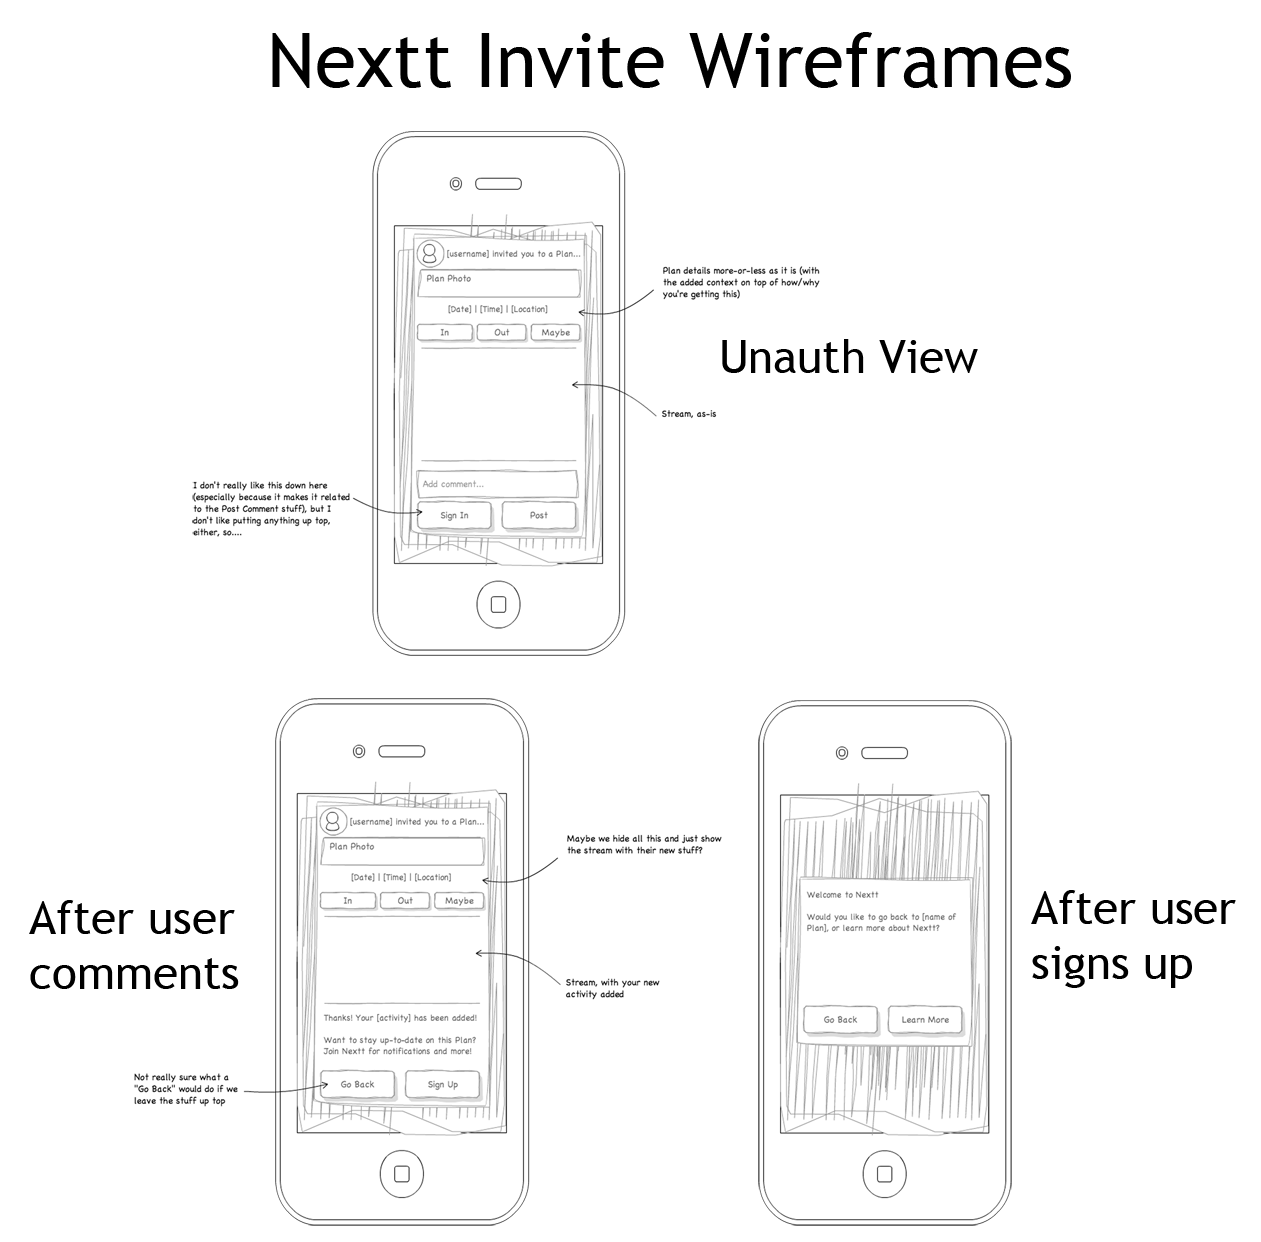 Nextt Invite Wireframes
[username] invited you to a Plan...
Plan Photo
[Date] | [Time] | [Location]
In
Out
Maybe
Plan details more-or-less as it is (with
the added context on top of how/why
you're getting this)
Unauth View
Stream, as-is
I don't really like this down here
(especially because it makes it related
to the Post Comment stuff), but I
don't like putting anything up top,
either, so....
Add comment...
Sign In
Post
After user
comments
[username] invited you to a Plan...
Plan Photo
[Date] | [Time] | [Location]
In
Out
Maybe
Maybe we hide all this and just show
the stream with their new stuff?
Stream, with your new
activity added
Thanks! Your [activity] has been added!
Want to stay up-to-date on this Plan?
Join Nextt for notifications and more!
Not really sure what a
"Go Back" would do if we
leave the stuff up top
Go Back
Sign Up
Welcome to Nextt
Would you like to go back to [name of
Plan], or learn more about Nextt?
Go Back
Learn More
After user
signs up